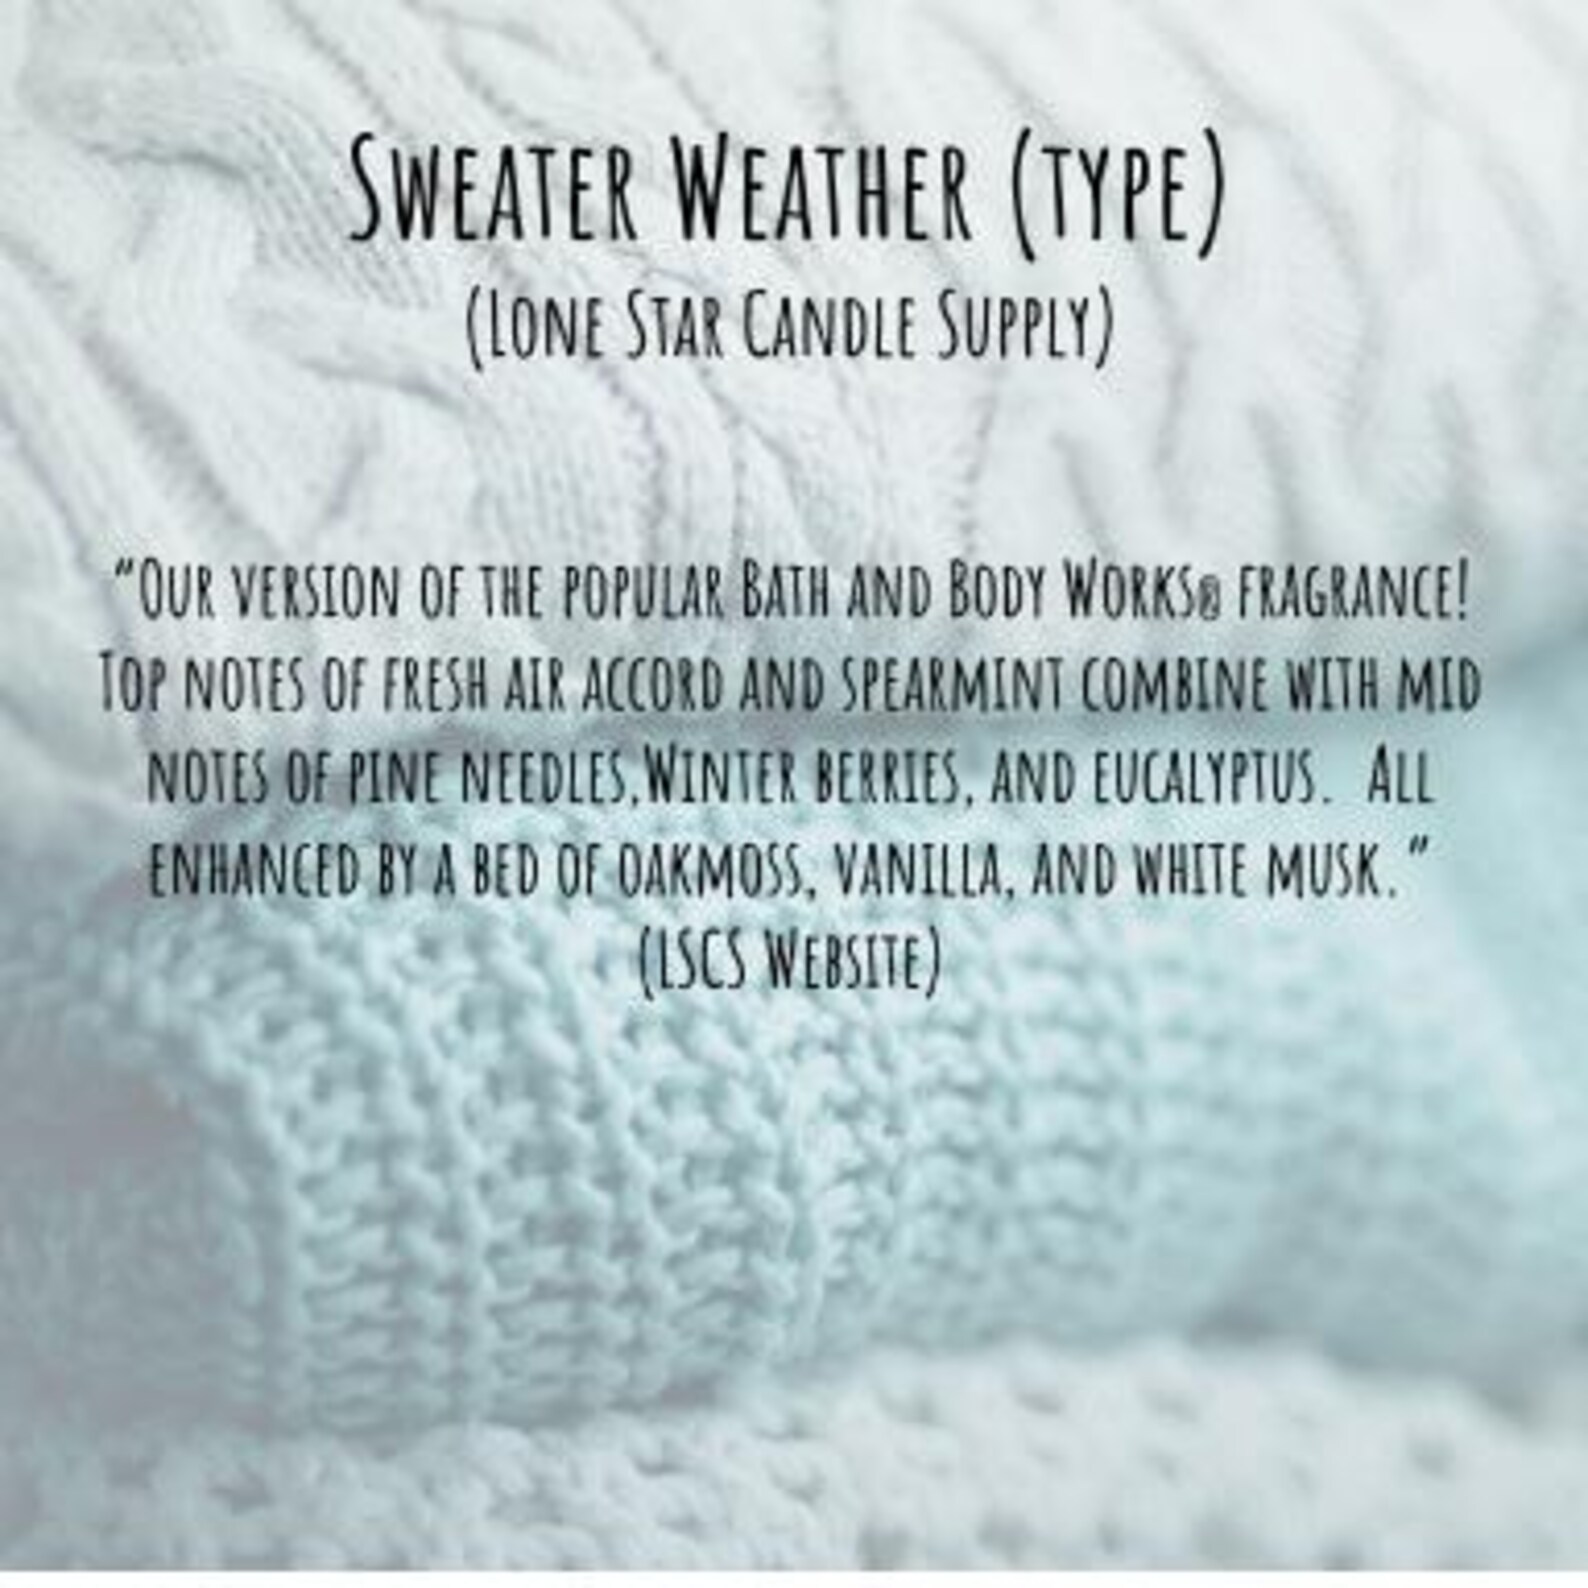 Sweater Weather (type)
(Lone Star Candle Supply)
“Our version of the popular Bath and Body Works® fragrance!
Top notes of fresh air accord and spearmint combine with mid
notes of pine needles,Winter berries, and eucalyptus.  All
enhanced by a bed of oakmoss, vanilla, and white musk.”
(LSCS Website)